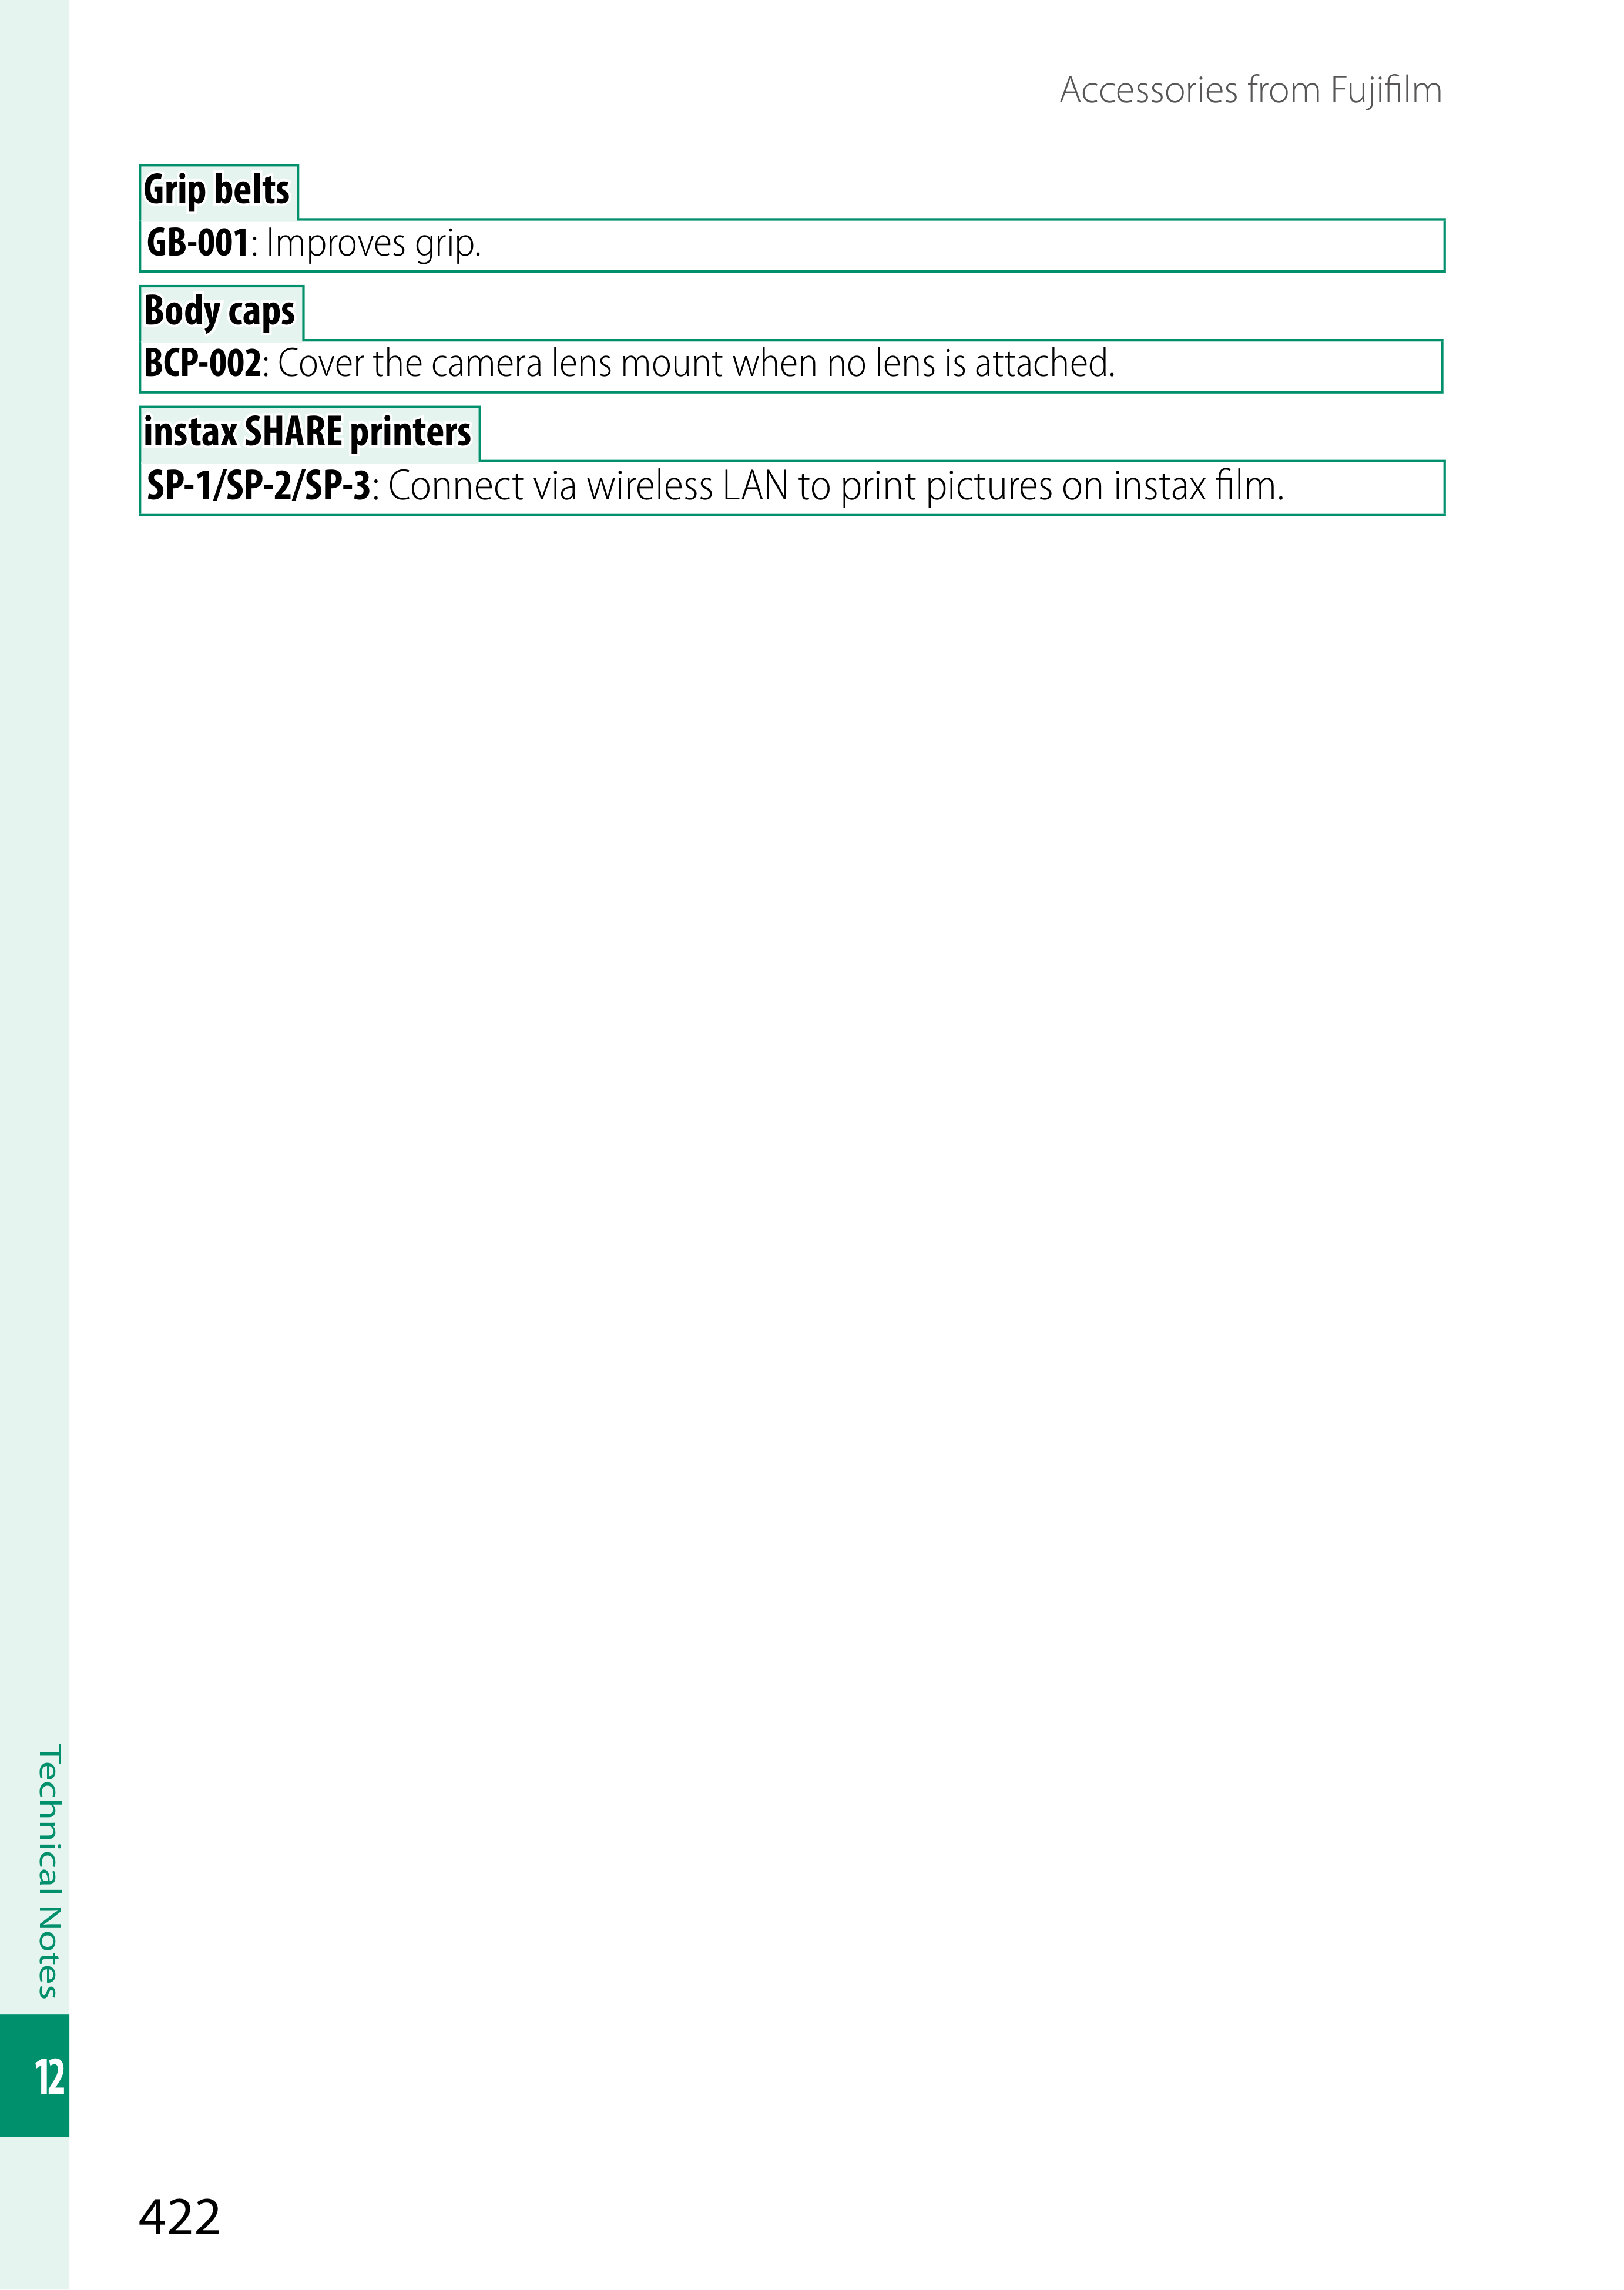 Accessories from Fujifilm
Grip belts
GB-001: Improves grip.
Body caps
BCP-002: Cover the camera lens mount when no lens is attached.
instax SHARE printers
SP-1/SP-2/SP-3: Connect via wireless LAN to print pictures on instax film.
Technical Notes
12
422